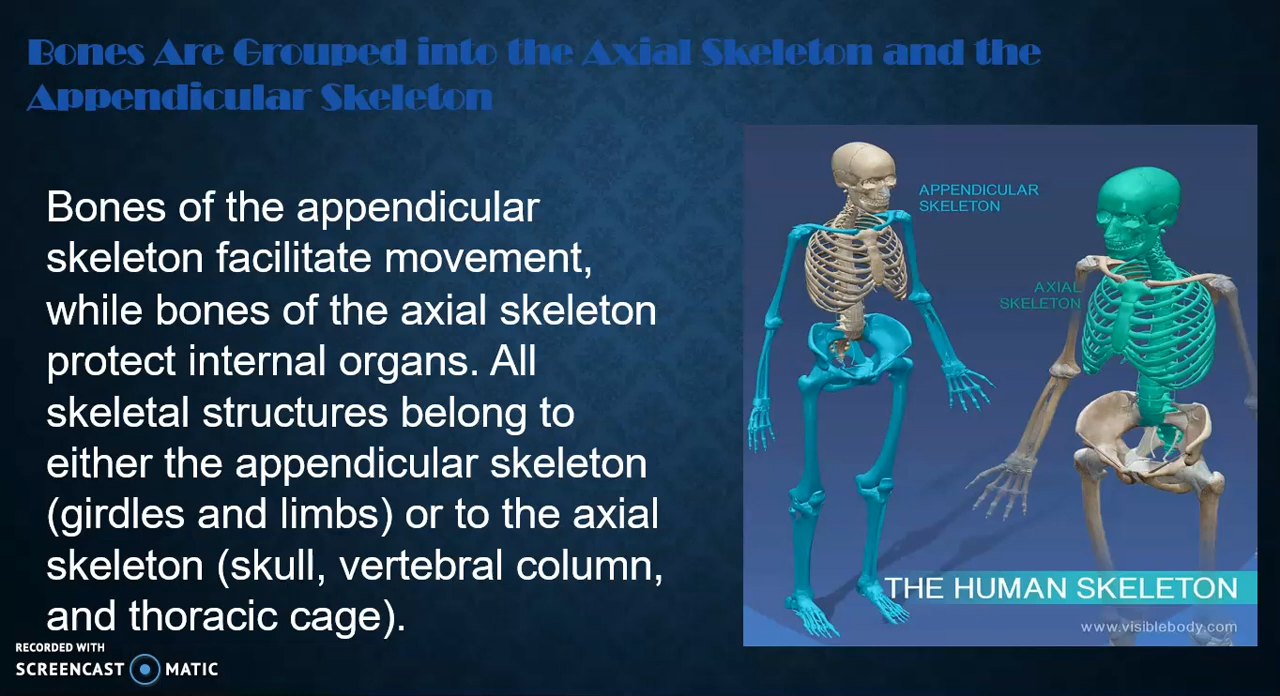 Bones Are Grouped into the Axial Skeleton and the
Appendicular Skeleton
Bones of the appendicular
skeleton facilitate movement,
while bones of the axial skeleton
protect internal organs. All
skeletal structures belong to
either the appendicular skeleton
(girdles and limbs) or to the axial
skeleton (skull, vertebral column,
and thoracic cage).
APPENDICULAR
SKELETON
AXIAL
SKELETON
THE HUMAN SKELETON
www.visiblebody.com
RECORDED WITH
SCREENCAST MATIC